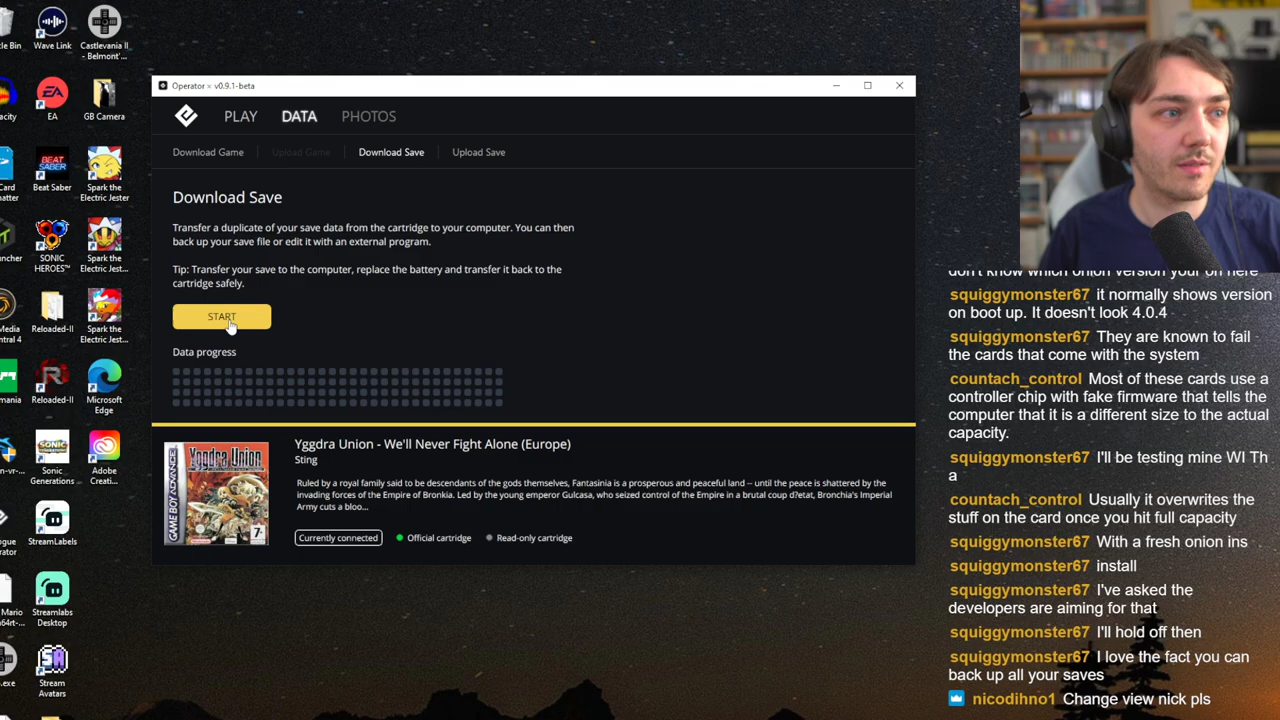 Operator × v0.9.1-beta
PLAY DATA PHOTOS
Download Game Upload Game Download Save Upload Save
Download Save
Transfer a duplicate of your save data from the cartridge to your computer. You can then
back up your save file or edit it with an external program.
Tip: Transfer your save to the computer, replace the battery and transfer it back to the
cartridge safely.
START
Data progress
Yggdra Union - We'll Never Fight Alone (Europe)
Sting
Ruled by a royal family said to be descendants of the gods themselves, Fantasinia is a prosperous and peaceful land -- until the peace is shattered by the
invading forces of the Empire of Bronkia. Led by the young emperor Gulcasa, who seized control of the Empire in a brutal coup d?etat, Bronchia's Imperial
Army cuts a bloo...
Currently connected Official cartridge Read-only cartridge
GAME BOY ADVANCE
Yggdra Union
7+
Wave Link
Castlevania II
- Belmont'...
EA
GB Camera
Beat Saber
BEAT
SABER
Spark the
Electric Jester
SONIC
HEROES™
Spark the
Electric Jest...
Reloaded-II
Spark the
Electric Jest...
Reloaded-II
Microsoft
Edge
Sonic
Generations
Adobe
Creati...
StreamLabels
Streamlabs
Desktop
Stream
Avatars
SA
.exe
don't know which onion version your on here
squiggymonster67 it normally shows version
on boot up. It doesn't look 4.0.4
squiggymonster67 They are known to fail
the cards that come with the system
countach_control Most of these cards use a
controller chip with fake firmware that tells the
computer that it is a different size to the actual
capacity.
squiggymonster67 I'll be testing mine WI Th
a
countach_control Usually it overwrites the
stuff on the card once you hit full capacity
squiggymonster67 With a fresh onion ins
squiggymonster67 install
squiggymonster67 I've asked the
developers are aiming for that
squiggymonster67 I'll hold off then
squiggymonster67 I love the fact you can
back up all your saves
nicodihno1 Change view nick pls